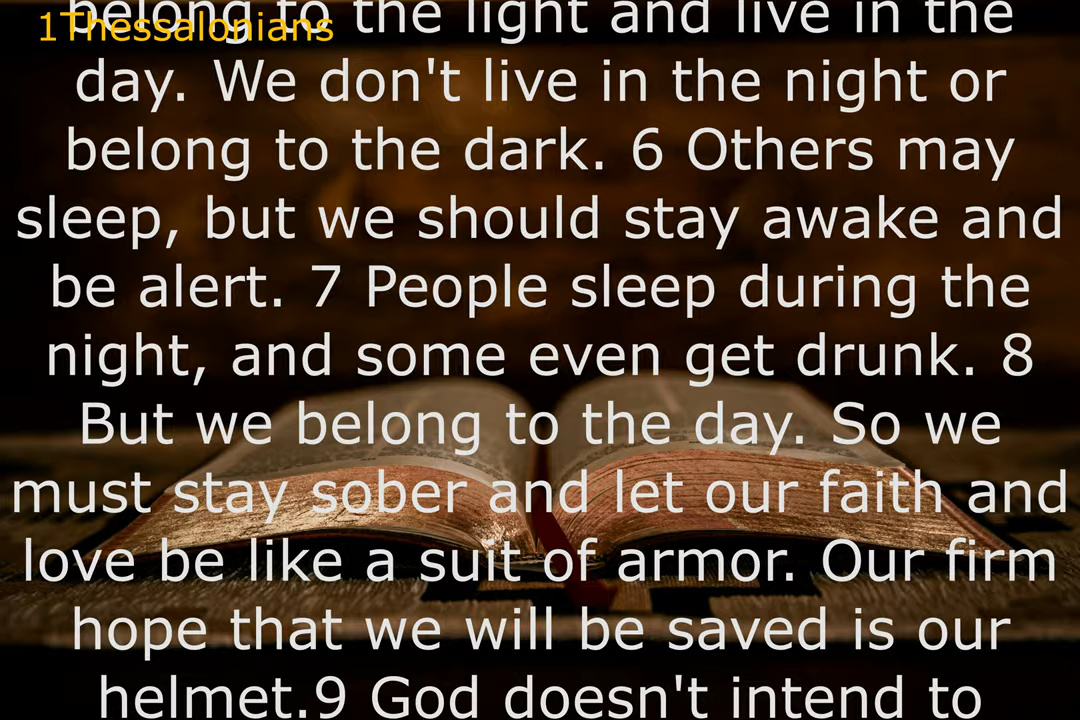 1Thessalonians
belong to the light and live in the
day. We don't live in the night or
belong to the dark. 6 Others may
sleep, but we should stay awake and
be alert. 7 People sleep during the
night, and some even get drunk. 8
But we belong to the day. So we
must stay sober and let our faith and
love be like a suit of armor. Our firm
hope that we will be saved is our
helmet.9 God doesn't intend to